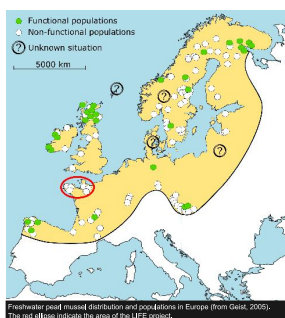 Functional populations
Non-functional populations
? Unknown situation
5000 km
?
?
?
?
Freshwater pearl mussel distribution and populations in Europe (from Geist, 2005).
The red ellipse indicate the area of the LIFE project.